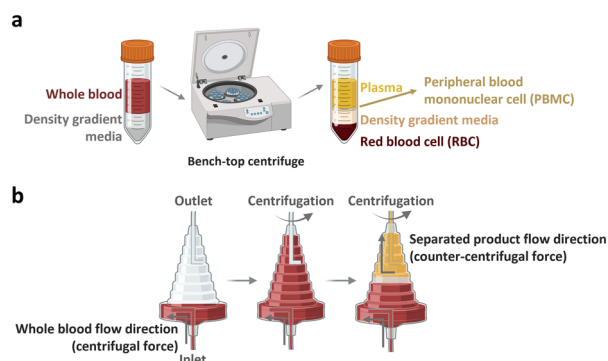 a
Whole blood
Density gradient
media
Bench-top centrifuge
Plasma
Peripheral blood
mononuclear cell (PBMC)
Density gradient media
Red blood cell (RBC)
b
Outlet
Centrifugation
Centrifugation
Separated product flow direction
(counter-centrifugal force)
Whole blood flow direction
(centrifugal force)
Inlet